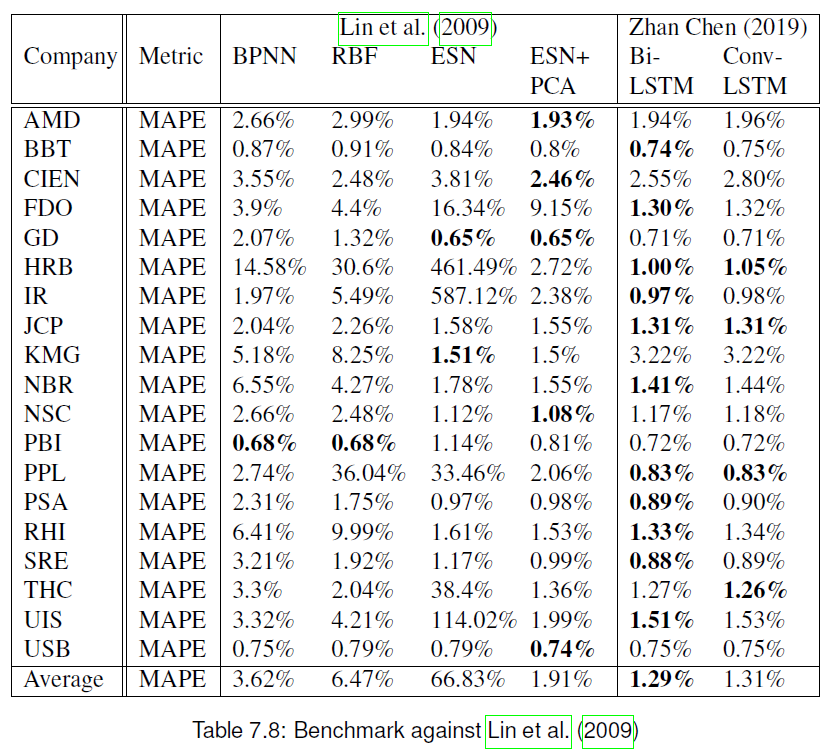 Lin et al. (2009) Zhan Chen (2019)
Company Metric BPNN RBF ESN ESN+ Bi- Conv-
PCA LSTM LSTM
AMD MAPE 2.66% 2.99% 1.94% 1.93% 1.94% 1.96%
BBT MAPE 0.87% 0.91% 0.84% 0.8% 0.74% 0.75%
CIEN MAPE 3.55% 2.48% 3.81% 2.46% 2.55% 2.80%
FDO MAPE 3.9% 4.4% 16.34% 9.15% 1.30% 1.32%
GD MAPE 2.07% 1.32% 0.65% 0.65% 0.71% 0.71%
HRB MAPE 14.58% 30.6% 461.49% 2.72% 1.00% 1.05%
IR MAPE 1.97% 5.49% 587.12% 2.38% 0.97% 0.98%
JCP MAPE 2.04% 2.26% 1.58% 1.55% 1.31% 1.31%
KMG MAPE 5.18% 8.25% 1.51% 1.5% 3.22% 3.22%
NBR MAPE 6.55% 4.27% 1.78% 1.55% 1.41% 1.44%
NSC MAPE 2.66% 2.48% 1.12% 1.08% 1.17% 1.18%
PBI MAPE 0.68% 0.68% 1.14% 0.81% 0.72% 0.72%
PPL MAPE 2.74% 36.04% 33.46% 2.06% 0.83% 0.83%
PSA MAPE 2.31% 1.75% 0.97% 0.98% 0.89% 0.90%
RHI MAPE 6.41% 9.99% 1.61% 1.53% 1.33% 1.34%
SRE MAPE 3.21% 1.92% 1.17% 0.99% 0.88% 0.89%
THC MAPE 3.3% 2.04% 38.4% 1.36% 1.27% 1.26%
UIS MAPE 3.32% 4.21% 114.02% 1.99% 1.51% 1.53%
USB MAPE 0.75% 0.79% 0.79% 0.74% 0.75% 0.75%
Average MAPE 3.62% 6.47% 66.83% 1.91% 1.29% 1.31%
Table 7.8: Benchmark against Lin et al. (2009)